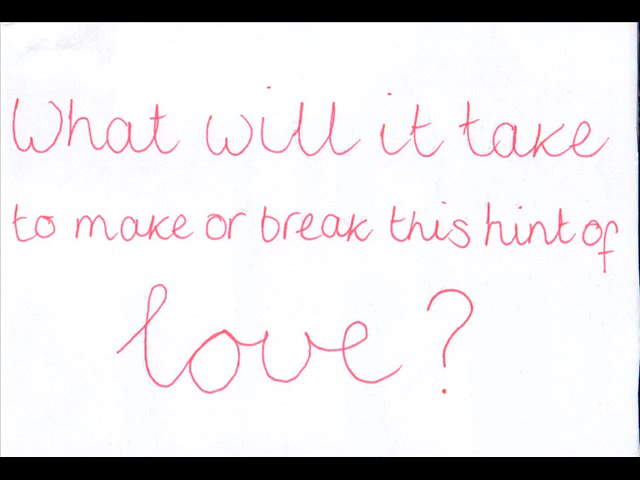 What will it take
to make or break this hint of
love?